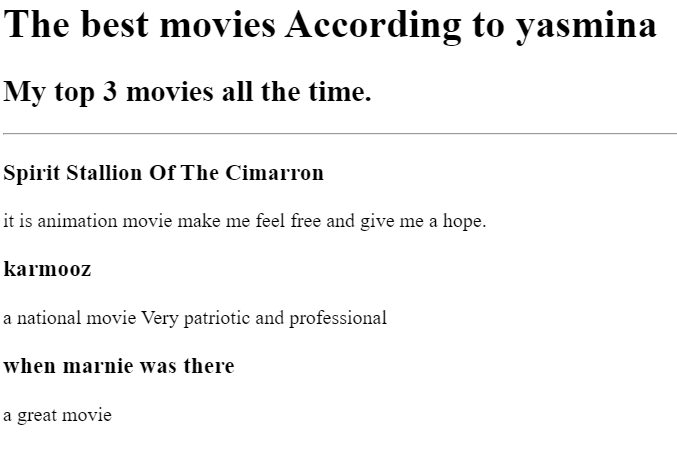 The best movies According to yasmina
My top 3 movies all the time.
Spirit Stallion Of The Cimarron
it is animation movie make me feel free and give me a hope.
karmooz
a national movie Very patriotic and professional
when marnie was there
a great movie